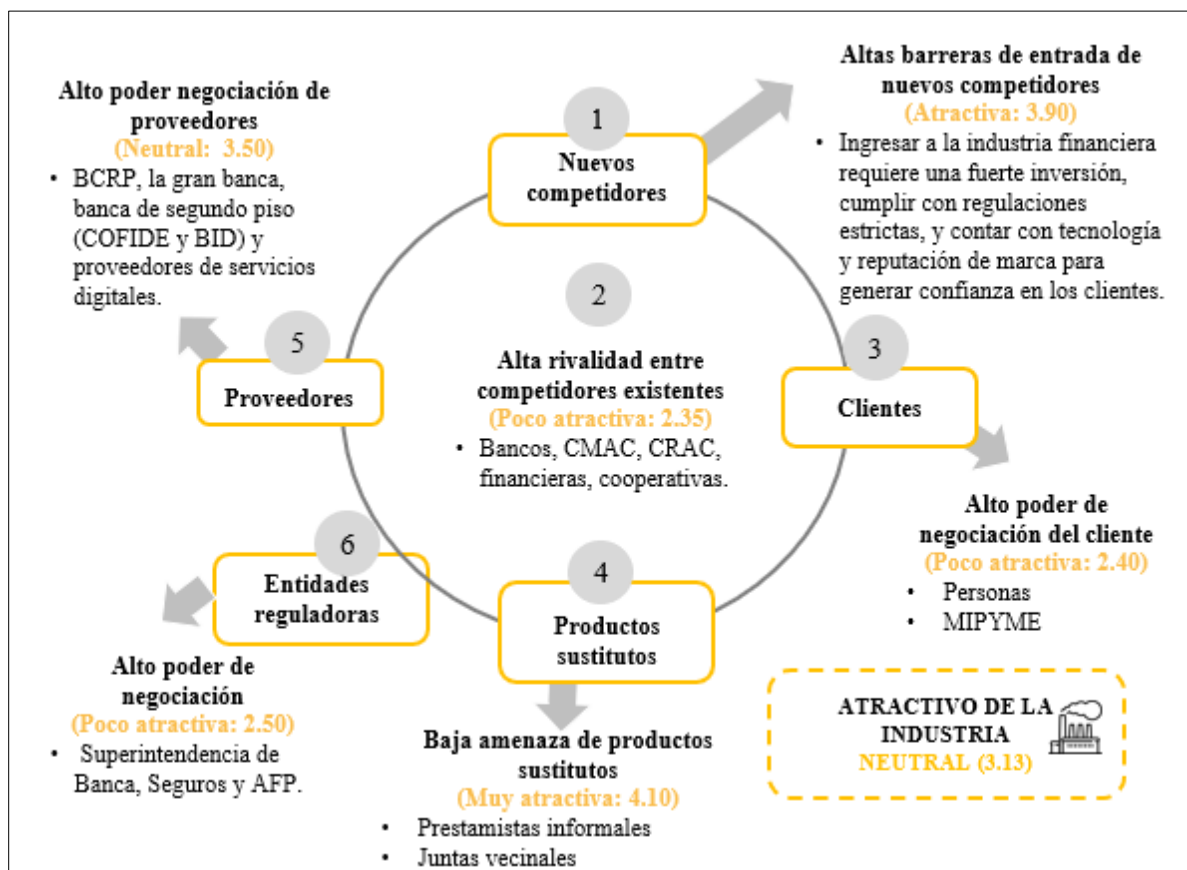 Alto poder negociación de
proveedores
(Neutral: 3.50)
• BCRP, la gran banca,
banca de segundo piso
(COFIDE y BID) y
proveedores de servicios
digitales.
1
Nuevos
competidores
Altas barreras de entrada de
nuevos competidores
(Atractiva: 3.90)
• Ingresar a la industria financiera
requiere una fuerte inversión,
cumplir con regulaciones
estrictas, y contar con tecnología
y reputación de marca para
generar confianza en los clientes.
2
Alta rivalidad entre
competidores existentes
(Poco atractiva: 2.35)
• Bancos, CMAC, CRAC,
financieras, cooperativas.
5
Proveedores
3
Clientes
Alto poder de
negociación del cliente
(Poco atractiva: 2.40)
• Personas
• MIPYME
6
Entidades
reguladoras
4
Productos
sustitutos
Alto poder de
negociación
(Poco atractiva: 2.50)
• Superintendencia de
Banca, Seguros y AFP.
Baja amenaza de productos
sustitutos
(Muy atractiva: 4.10)
• Prestamistas informales
• Juntas vecinales
ATRACTIVO DE LA
INDUSTRIA
NEUTRAL (3.13)